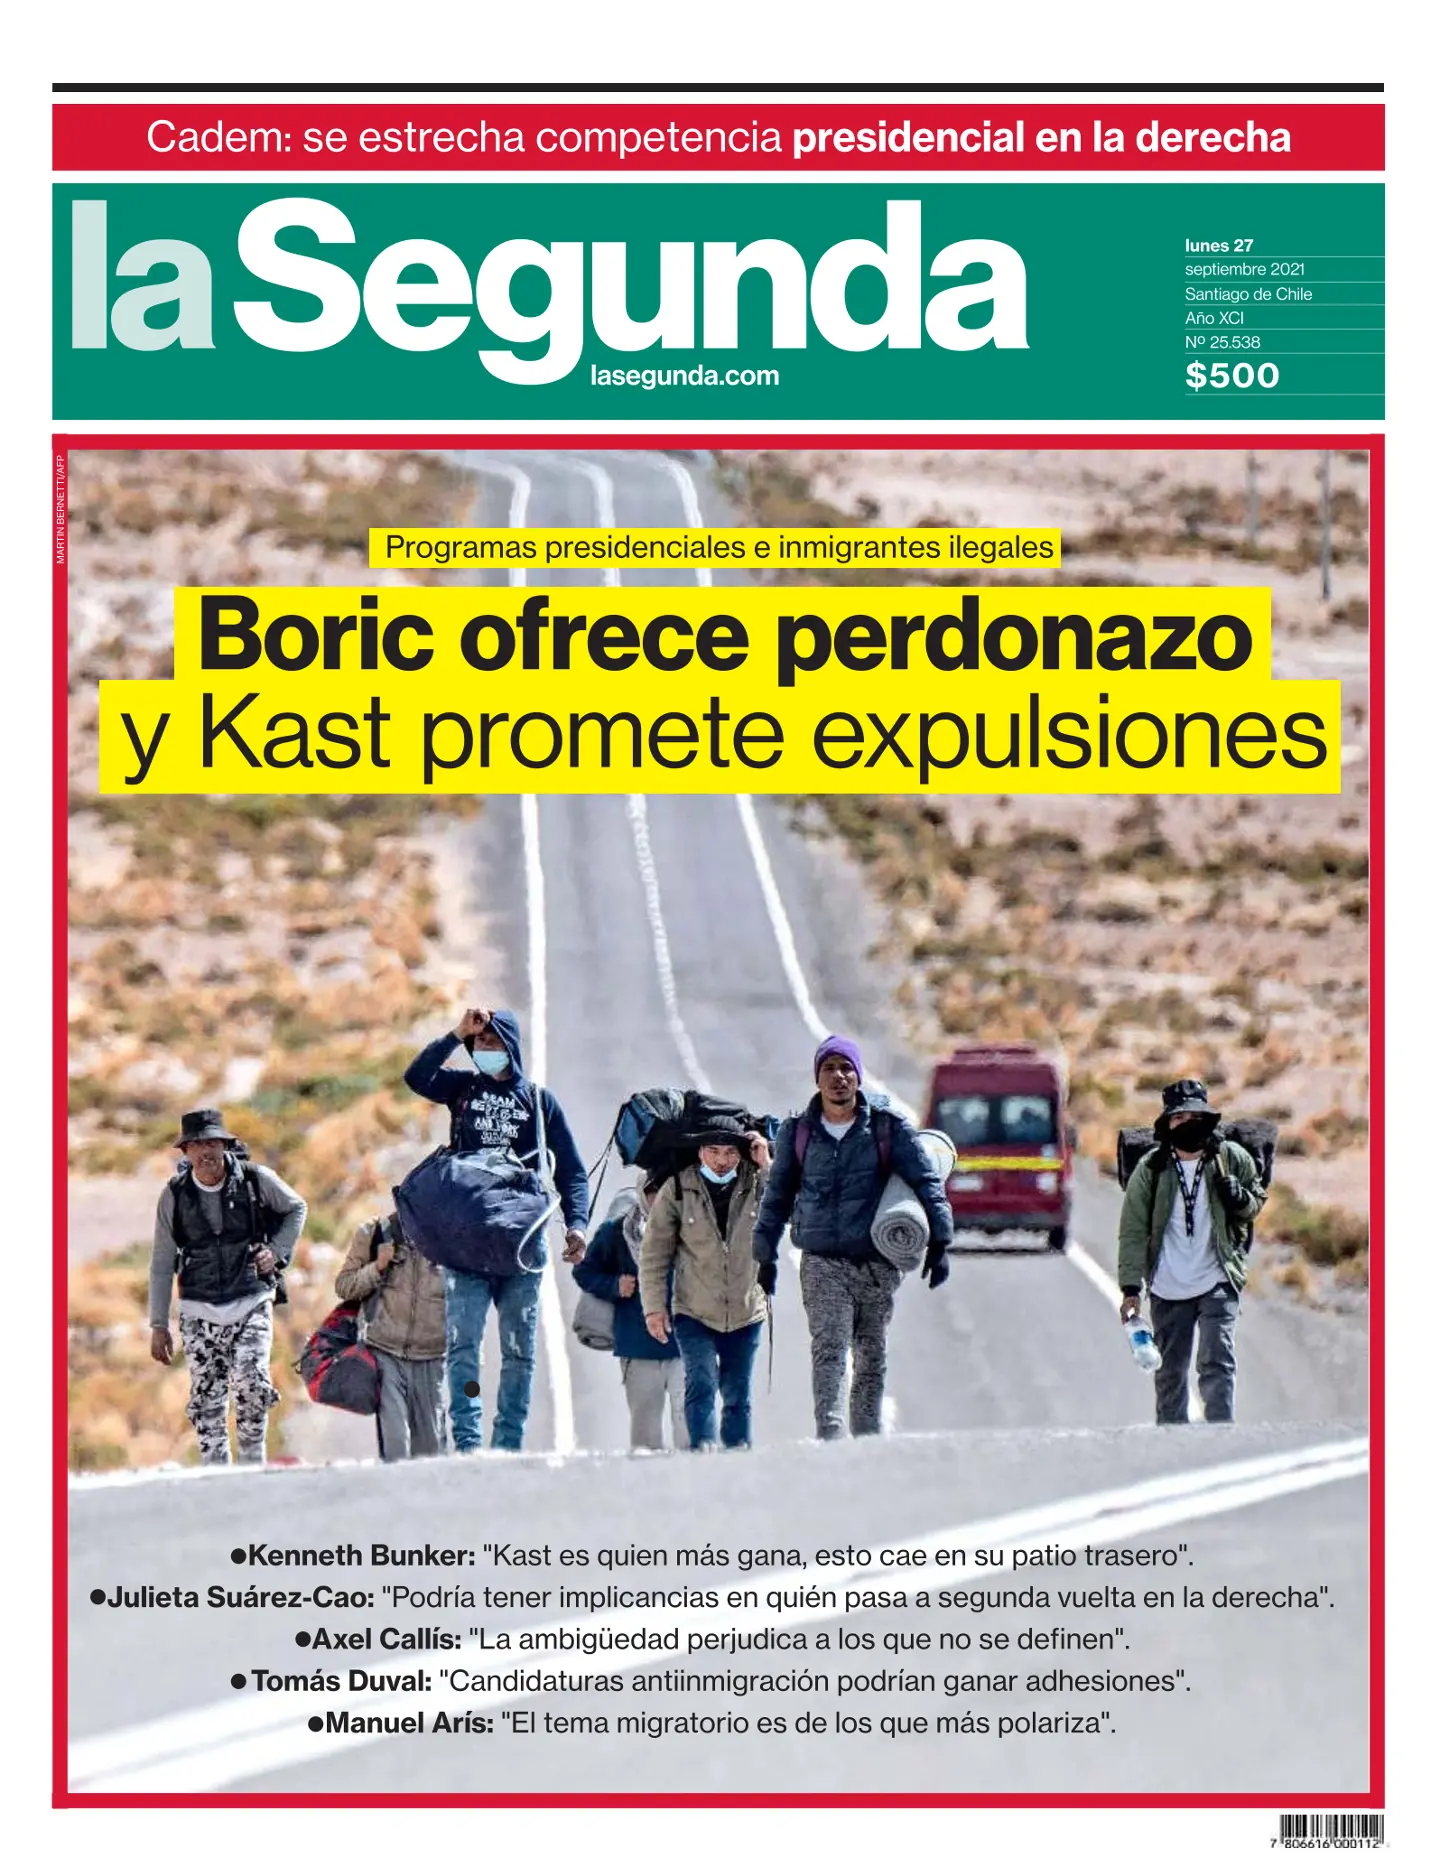 Cadem: se estrecha competencia presidencial en la derecha
la Segunda
lasegunda.com
lunes 27
septiembre 2021
Santiago de Chile
Año XCI
Nº 25.538
$500
MARTIN BERNETTI/AFP
Programas presidenciales e inmigrantes ilegales
Boric ofrece perdonazo
y Kast promete expulsiones
●Kenneth Bunker: "Kast es quien más gana, esto cae en su patio trasero".
●Julieta Suárez-Cao: "Podría tener implicancias en quién pasa a segunda vuelta en la derecha".
●Axel Callís: "La ambigüedad perjudica a los que no se definen".
● Tomás Duval: "Candidaturas antiinmigración podrían ganar adhesiones".
●Manuel Arís: "El tema migratorio es de los que más polariza".
7 806616 000112